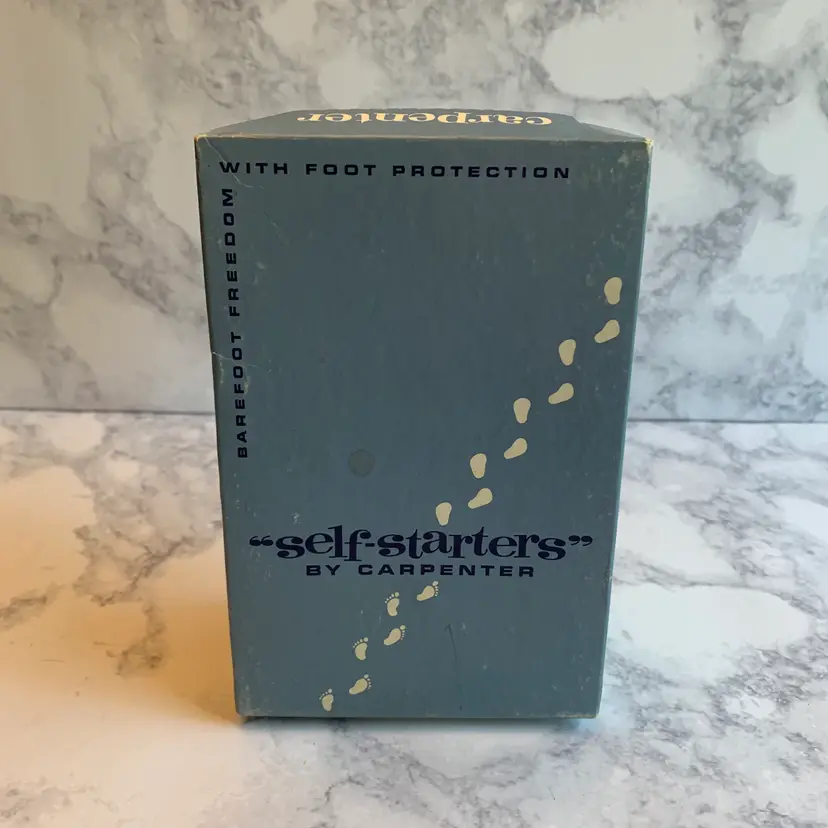 carpenter
WITH FOOT PROTECTION
BAREFOOT FREEDOM
“self-starters”
BY CARPENTER